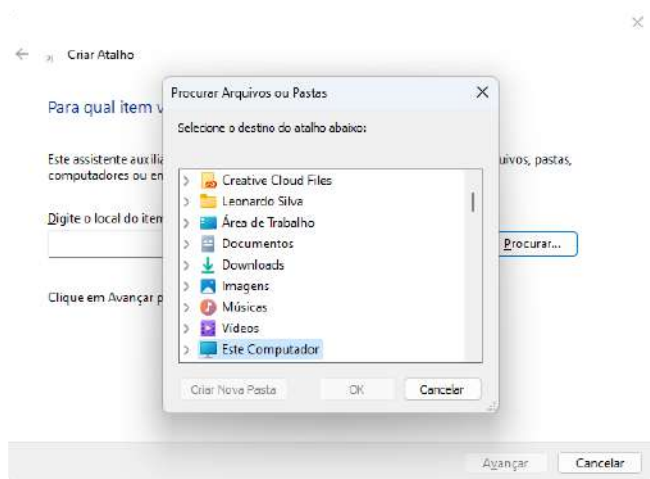 Criar Atalho
Para qual item v
Este assistente auxilia
computadores ou en
uivos, pastas,
Digite o local do item
Procurar...
Clique em Avançar p
Procurar Arquivos ou Pastas
Selecione o destino do atalho abaixo:
Creative Cloud Files
Leonardo Silva
Área de Trabalho
Documentos
Downloads
Imagens
Músicas
Vídeos
Este Computador
Criar Nova Pasta
OK
Cancelar
Avançar
Cancelar